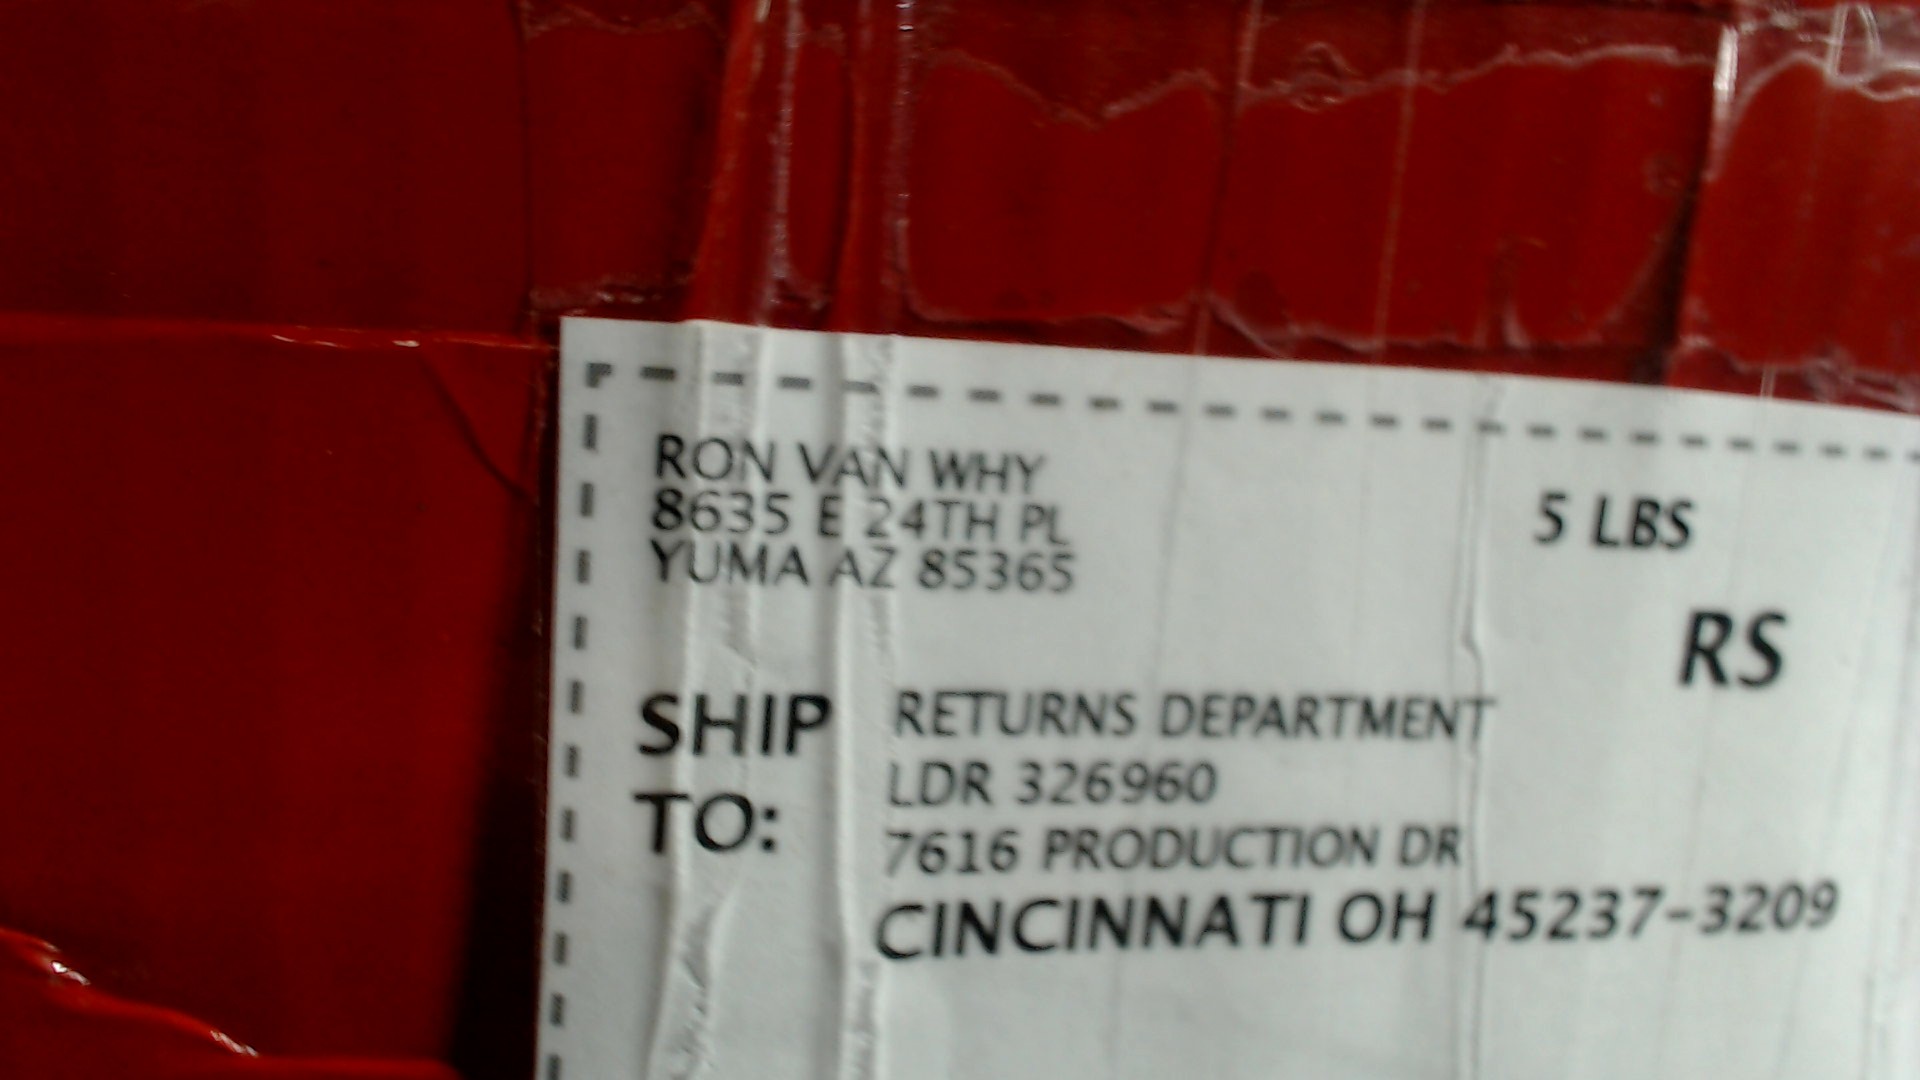 RON VAN WHY
8635 E 24TH PL
YUMA AZ 85365
5 LBS
RS
SHIP TO:
RETURNS DEPARTMENT
LDR 326960
7616 PRODUCTION DR
CINCINNATI OH 45237-3209